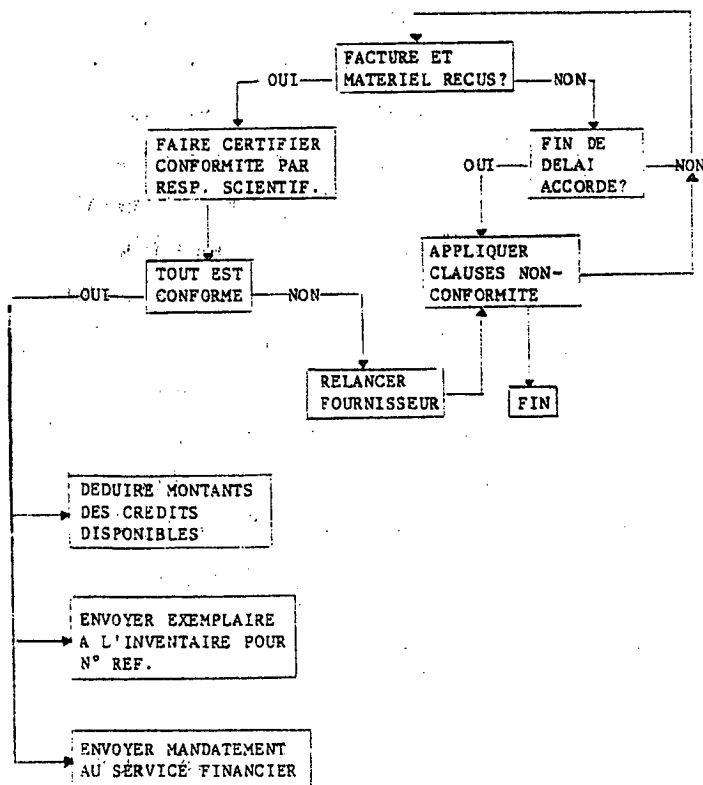 FACTURE ET
MATERIEL RECUS?
OUI
NON
FAIRE CERTIFIER
CONFORMITE PAR
RESP. SCIENTIF.
FIN DE
DELAI
ACCORDE?
OUI
NON
APPLIQUER
CLAUSES NON-
CONFORMITE
TOUT EST
CONFORME
OUI
NON
RELANCER
FOURNISSEUR
FIN
DEDUIRE MONTANTS
DES CREDITS
DISPONIBLES
ENVOYER EXEMPLAIRE
A L'INVENTAIRE POUR
N° REF.
ENVOYER MANDATEMENT
AU SERVICE FINANCIER